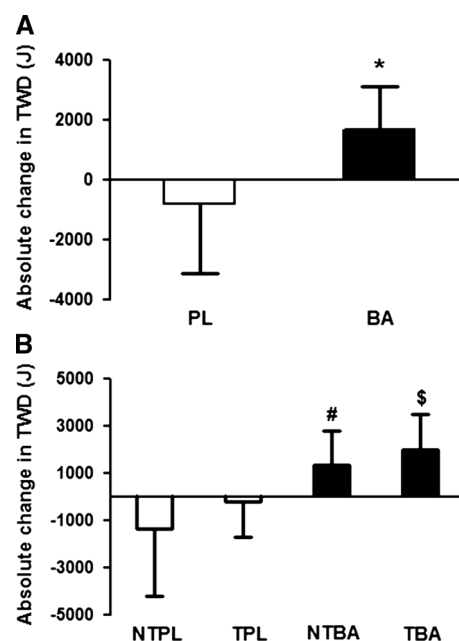 A
Absolute change in TWD (J)
4000
2000
0
-2000
-4000
*
PL BA
B
Absolute change in TWD (J)
5000
3000
1000
-1000
-3000
-5000
# $
NTPL TPL NTBA TBA